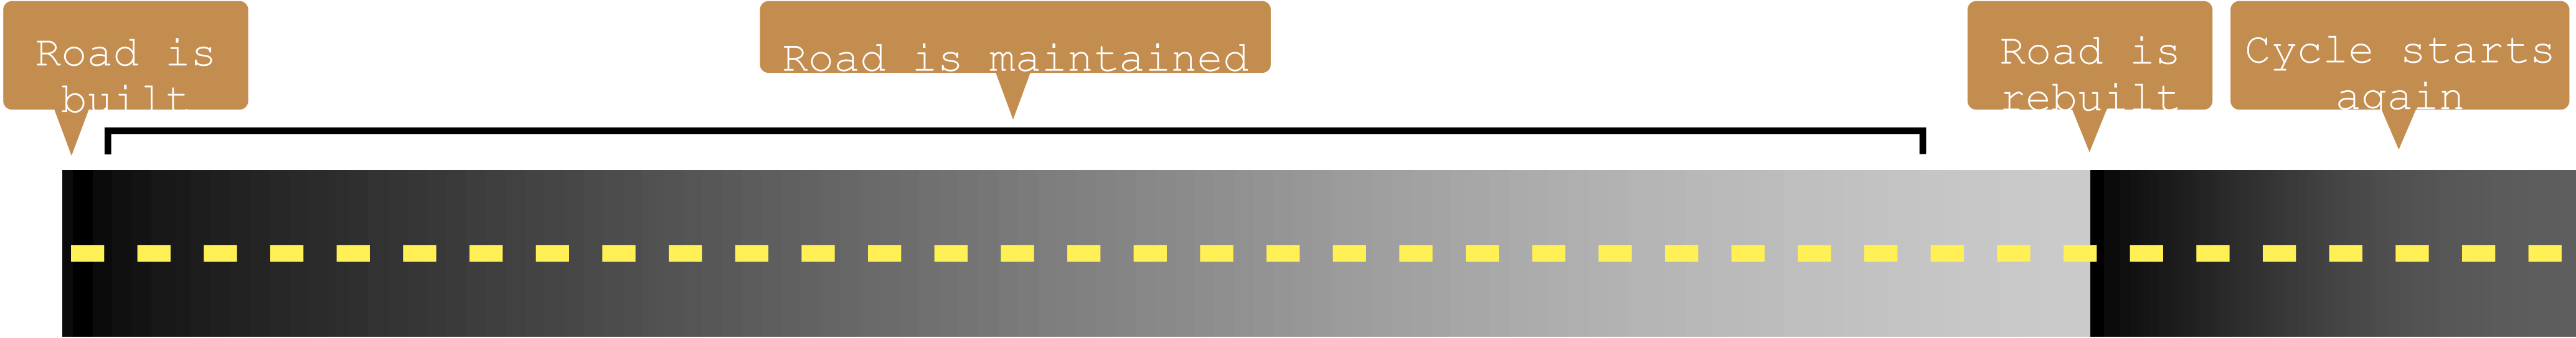 Road is
built
Road is maintained
Road is
rebuilt
Cycle starts
again